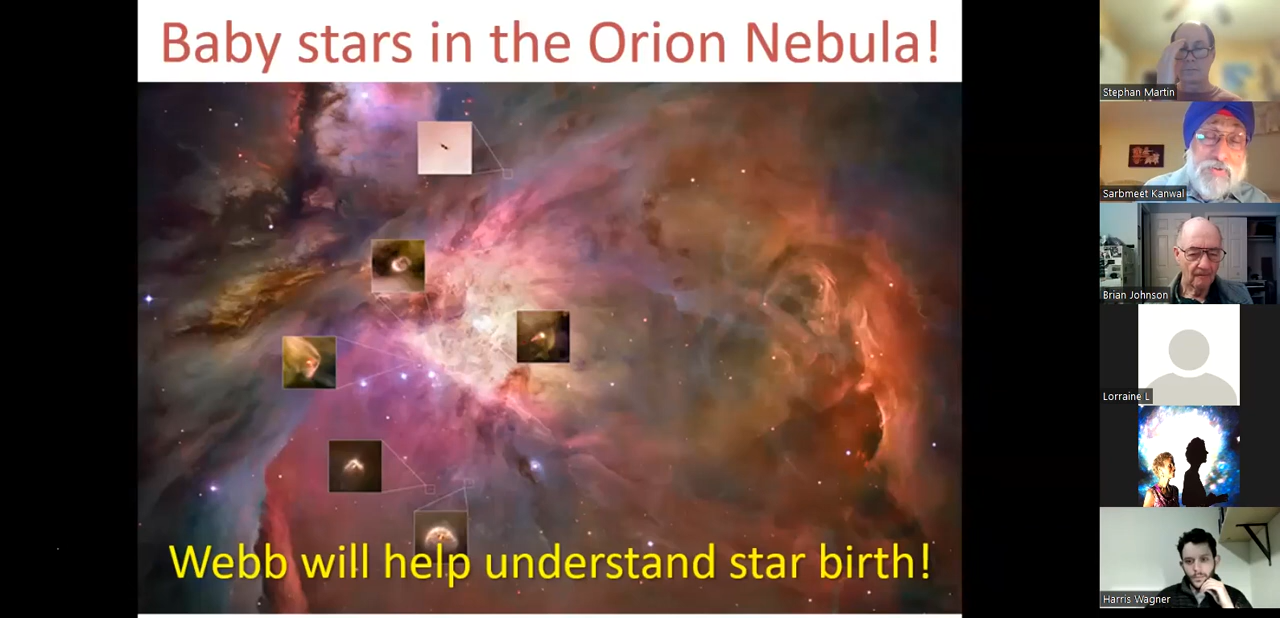 Baby stars in the Orion Nebula!
Webb will help understand star birth!
Stephan Martin
Sarbmeet Kanwal
Brian Johnson
Lorraine L
Harris Wagner